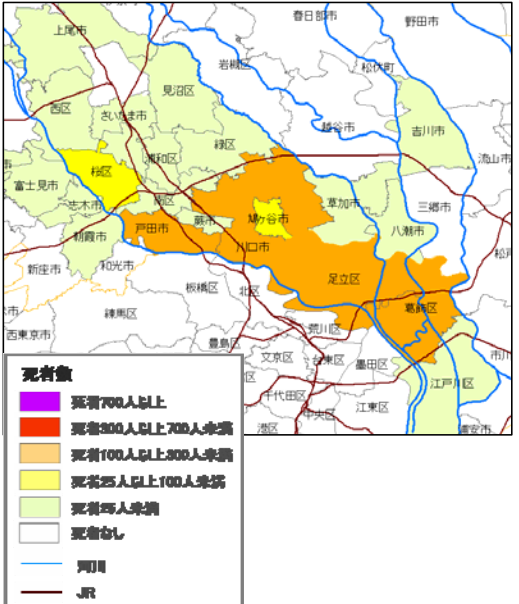 春日部市
野田市
上尾市
岩槻区
松伏町
見沼区
西区
さいたま市
越谷市
吉川市
緑区
浦和区
流山市
桜区
富士見市
南区
草加市
三郷市
志木市
蕨市
鳩ヶ谷市
戸田市
八潮市
朝霞市
川口市
新座市
和光市
足立区
板橋区
北区
葛飾区
練馬区
荒川区
豊島区
西東京市
文京区
台東区
墨田区
市川
江戸川区
千代田区
江東区
中央区
港区
浦安市
死者数
死者700人以上
死者300人以上700人未満
死者100人以上300人未満
死者25人以上100人未満
死者25人未満
死者なし
河川
JR